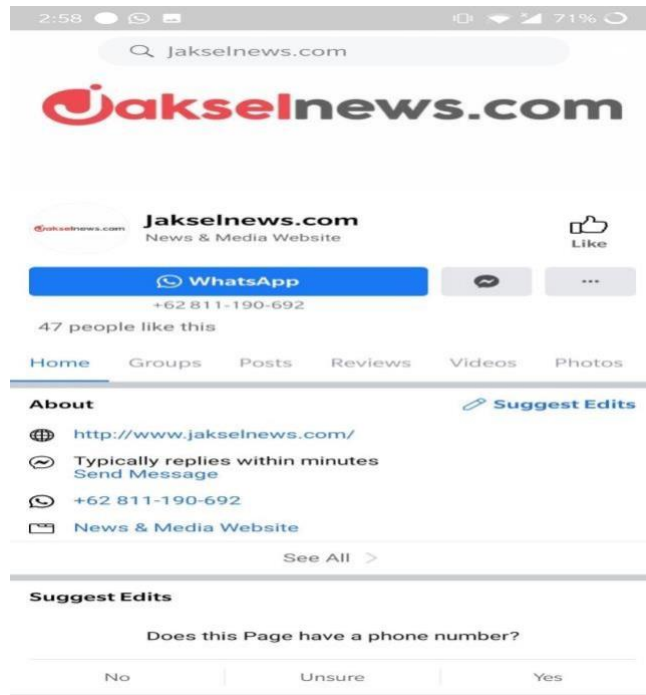 2:58 71%
Jakselnews.com
Jakselnews.com
Jakselnews.com
Jakselnews.com
News & Media Website
Like
WhatsApp
+62 811-190-692
47 people like this
Home Groups Posts Reviews Videos Photos
About Suggest Edits
http://www.jakselnews.com/
Typically replies within minutes
Send Message
+62 811-190-692
News & Media Website
See All >
Suggest Edits
Does this Page have a phone number?
No Unsure Yes